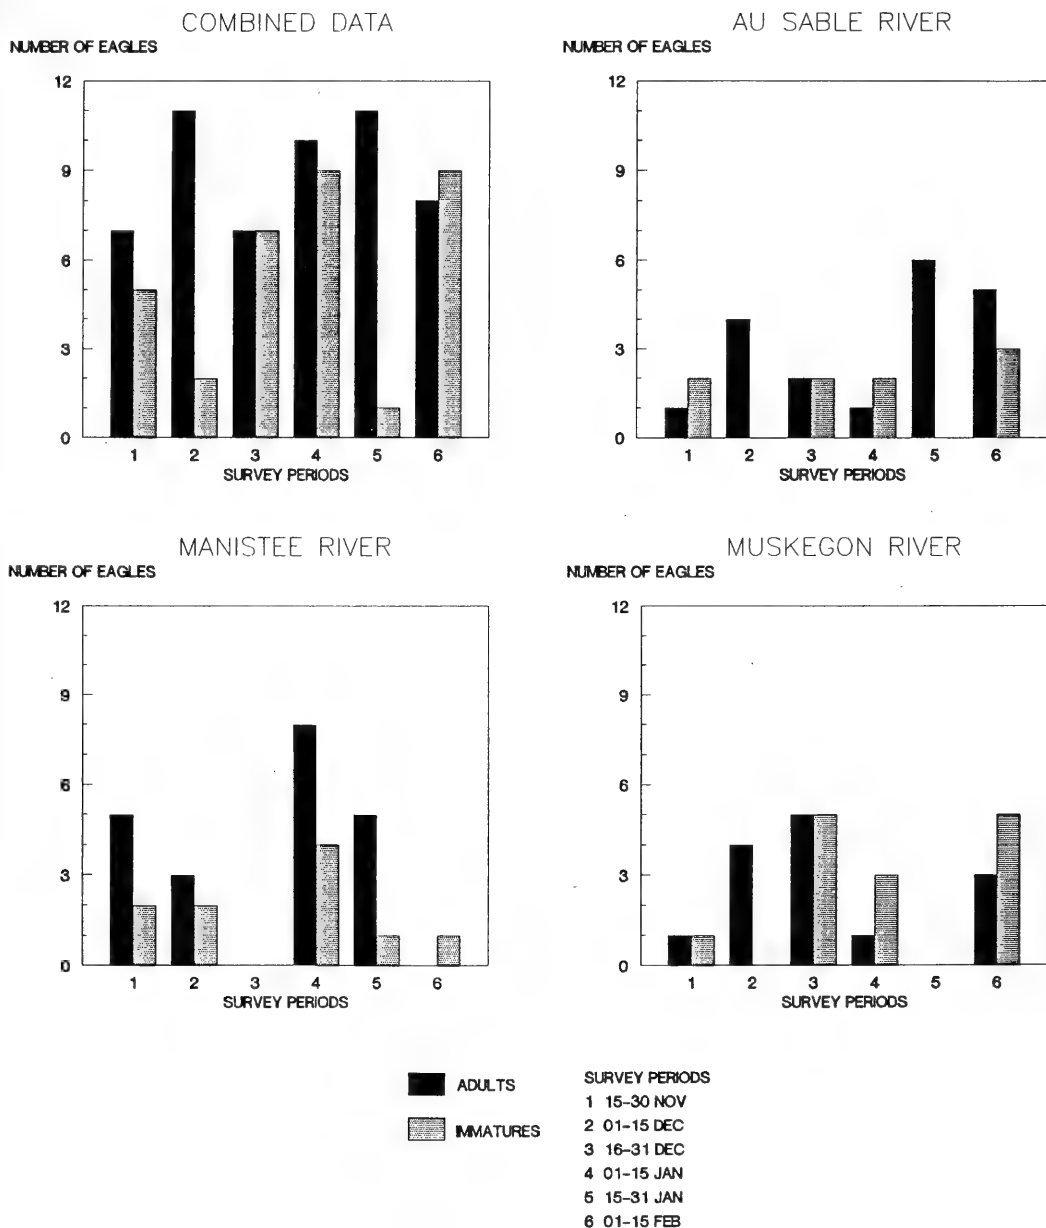 COMBINED DATA
NUMBER OF EAGLES
12
9
6
3
0
1 2 3 4 5 6
SURVEY PERIODS
AU SABLE RIVER
NUMBER OF EAGLES
12
9
6
3
0
1 2 3 4 5 6
SURVEY PERIODS
MANISTEE RIVER
NUMBER OF EAGLES
12
9
6
3
0
1 2 3 4 5 6
SURVEY PERIODS
MUSKEGON RIVER
NUMBER OF EAGLES
12
9
6
3
0
1 2 3 4 5 6
SURVEY PERIODS
ADULTS
IMMATURES
SURVEY PERIODS
1 15-30 NOV
2 01-15 DEC
3 16-31 DEC
4 01-15 JAN
5 15-31 JAN
6 01-15 FEB